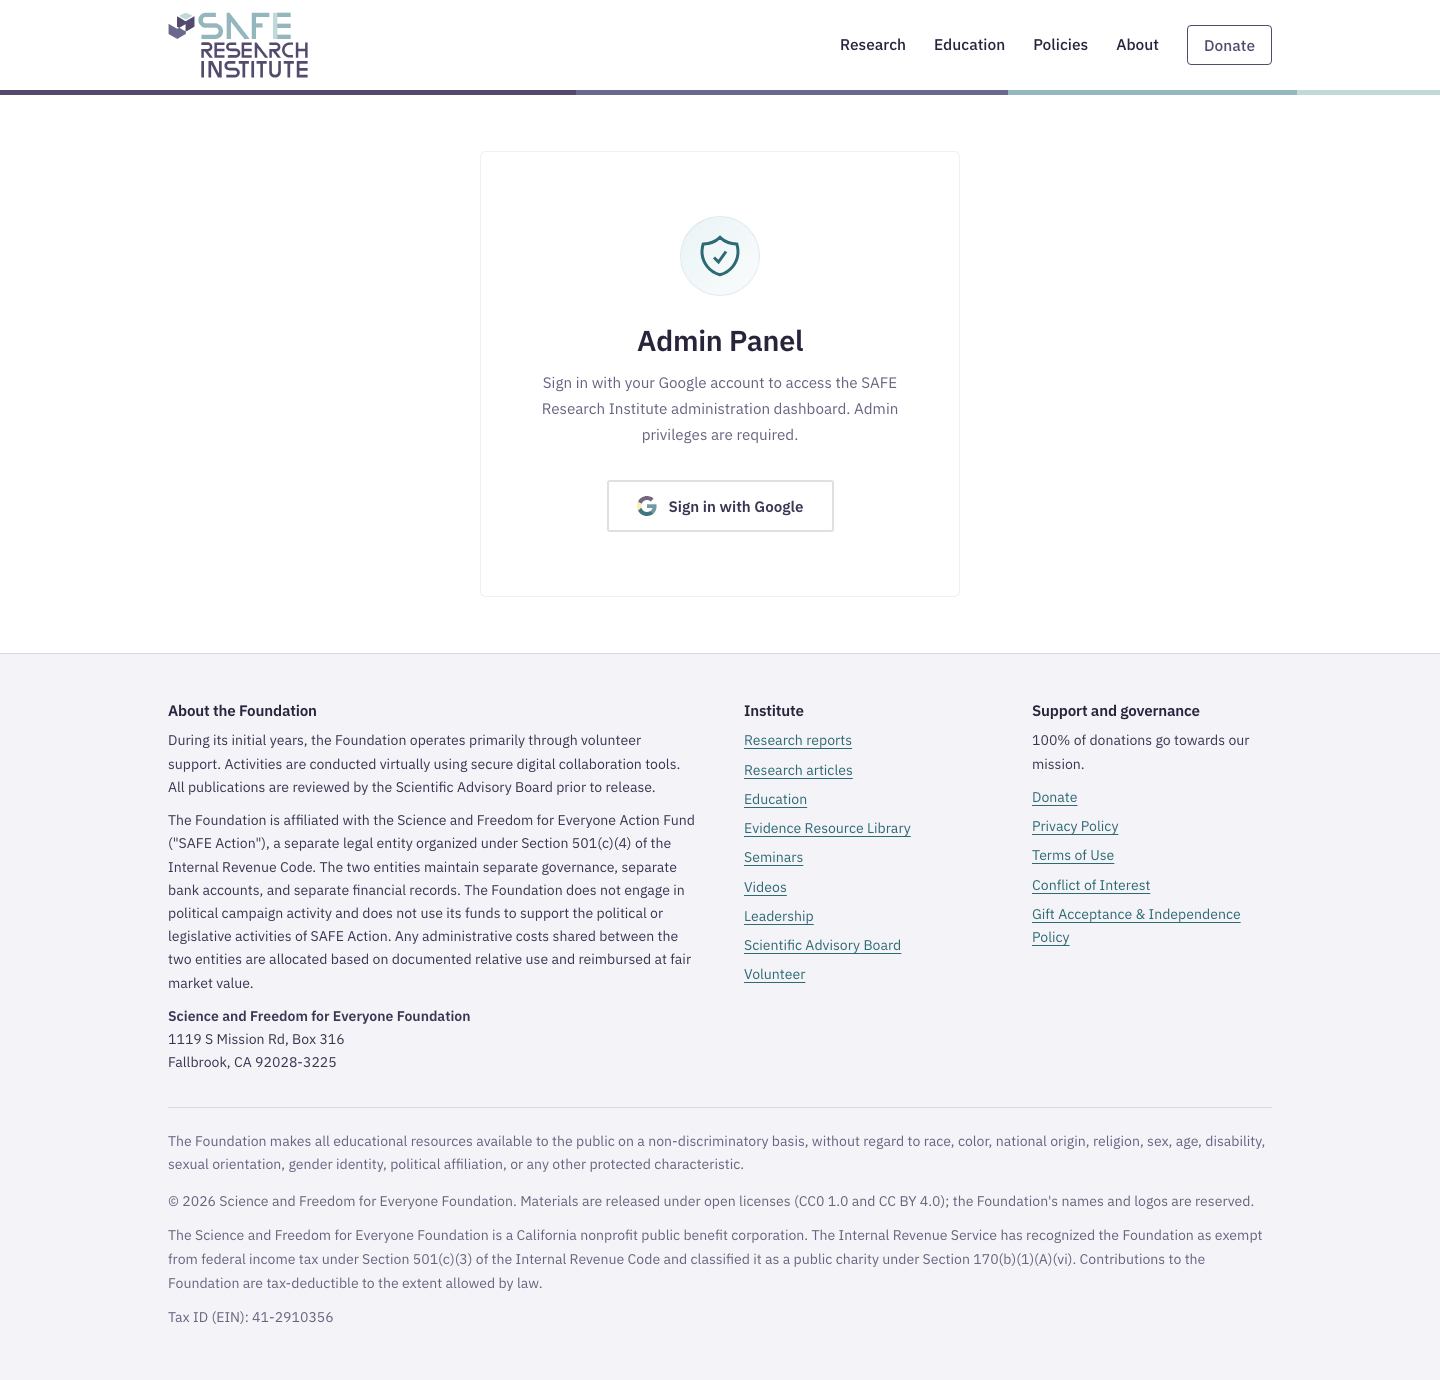 SAFE
RESEARCH
INSTITUTE
Research
Education
Policies
About
Donate
Admin Panel
Sign in with your Google account to access the SAFE
Research Institute administration dashboard. Admin
privileges are required.
Sign in with Google
About the Foundation
During its initial years, the Foundation operates primarily through volunteer
support. Activities are conducted virtually using secure digital collaboration tools.
All publications are reviewed by the Scientific Advisory Board prior to release.
The Foundation is affiliated with the Science and Freedom for Everyone Action Fund
("SAFE Action"), a separate legal entity organized under Section 501(c)(4) of the
Internal Revenue Code. The two entities maintain separate governance, separate
bank accounts, and separate financial records. The Foundation does not engage in
political campaign activity and does not use its funds to support the political or
legislative activities of SAFE Action. Any administrative costs shared between the
two entities are allocated based on documented relative use and reimbursed at fair
market value.
Science and Freedom for Everyone Foundation
1119 S Mission Rd, Box 316
Fallbrook, CA 92028-3225
Institute
Research reports
Research articles
Education
Evidence Resource Library
Seminars
Videos
Leadership
Scientific Advisory Board
Volunteer
Support and governance
100% of donations go towards our
mission.
Donate
Privacy Policy
Terms of Use
Conflict of Interest
Gift Acceptance & Independence
Policy
The Foundation makes all educational resources available to the public on a non-discriminatory basis, without regard to race, color, national origin, religion, sex, age, disability,
sexual orientation, gender identity, political affiliation, or any other protected characteristic.
© 2026 Science and Freedom for Everyone Foundation. Materials are released under open licenses (CC0 1.0 and CC BY 4.0); the Foundation's names and logos are reserved.
The Science and Freedom for Everyone Foundation is a California nonprofit public benefit corporation. The Internal Revenue Service has recognized the Foundation as exempt
from federal income tax under Section 501(c)(3) of the Internal Revenue Code and classified it as a public charity under Section 170(b)(1)(A)(vi). Contributions to the
Foundation are tax-deductible to the extent allowed by law.
Tax ID (EIN): 41-2910356